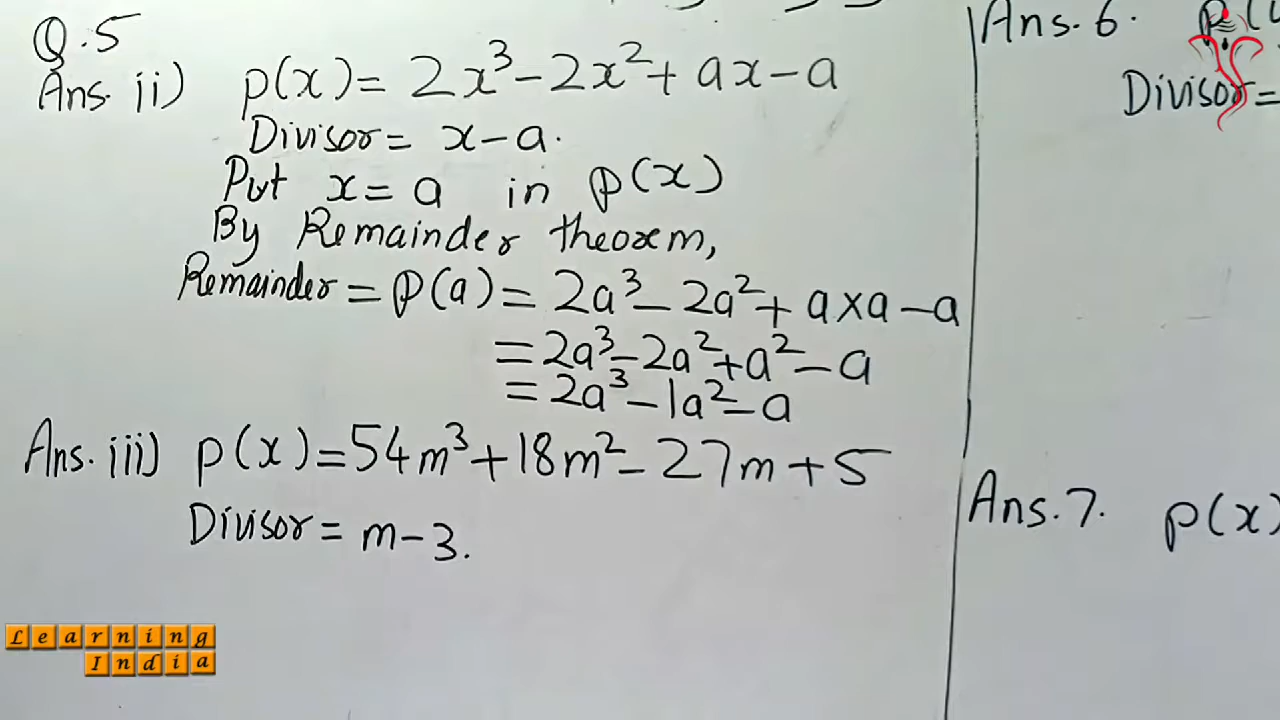 Q.5
Ans. ii) p(x) = 2x³ - 2x² + ax - a
Divisor = x - a.
Put x = a in p(x)
By Remainder theorem,
Remainder = p(a) = 2a³ - 2a² + a×a - a
= 2a³ - 2a² + a² - a
= 2a³ - 1a² - a
Ans. iii) p(x) = 54m³ + 18m² - 27m + 5
Divisor = m - 3.
Ans. 6.
Divisor =
Ans. 7. p(x)
Learning
India